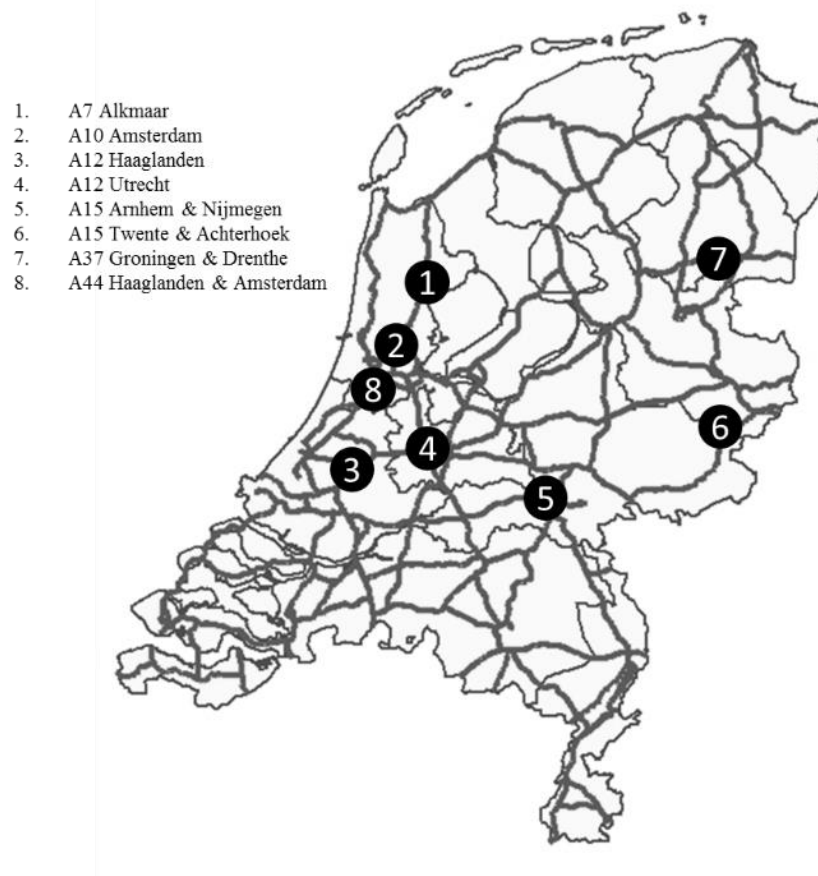 1. A7 Alkmaar
2. A10 Amsterdam
3. A12 Haaglanden
4. A12 Utrecht
5. A15 Arnhem & Nijmegen
6. A15 Twente & Achterhoek
7. A37 Groningen & Drenthe
8. A44 Haaglanden & Amsterdam
1
2
8
3
4
5
6
7